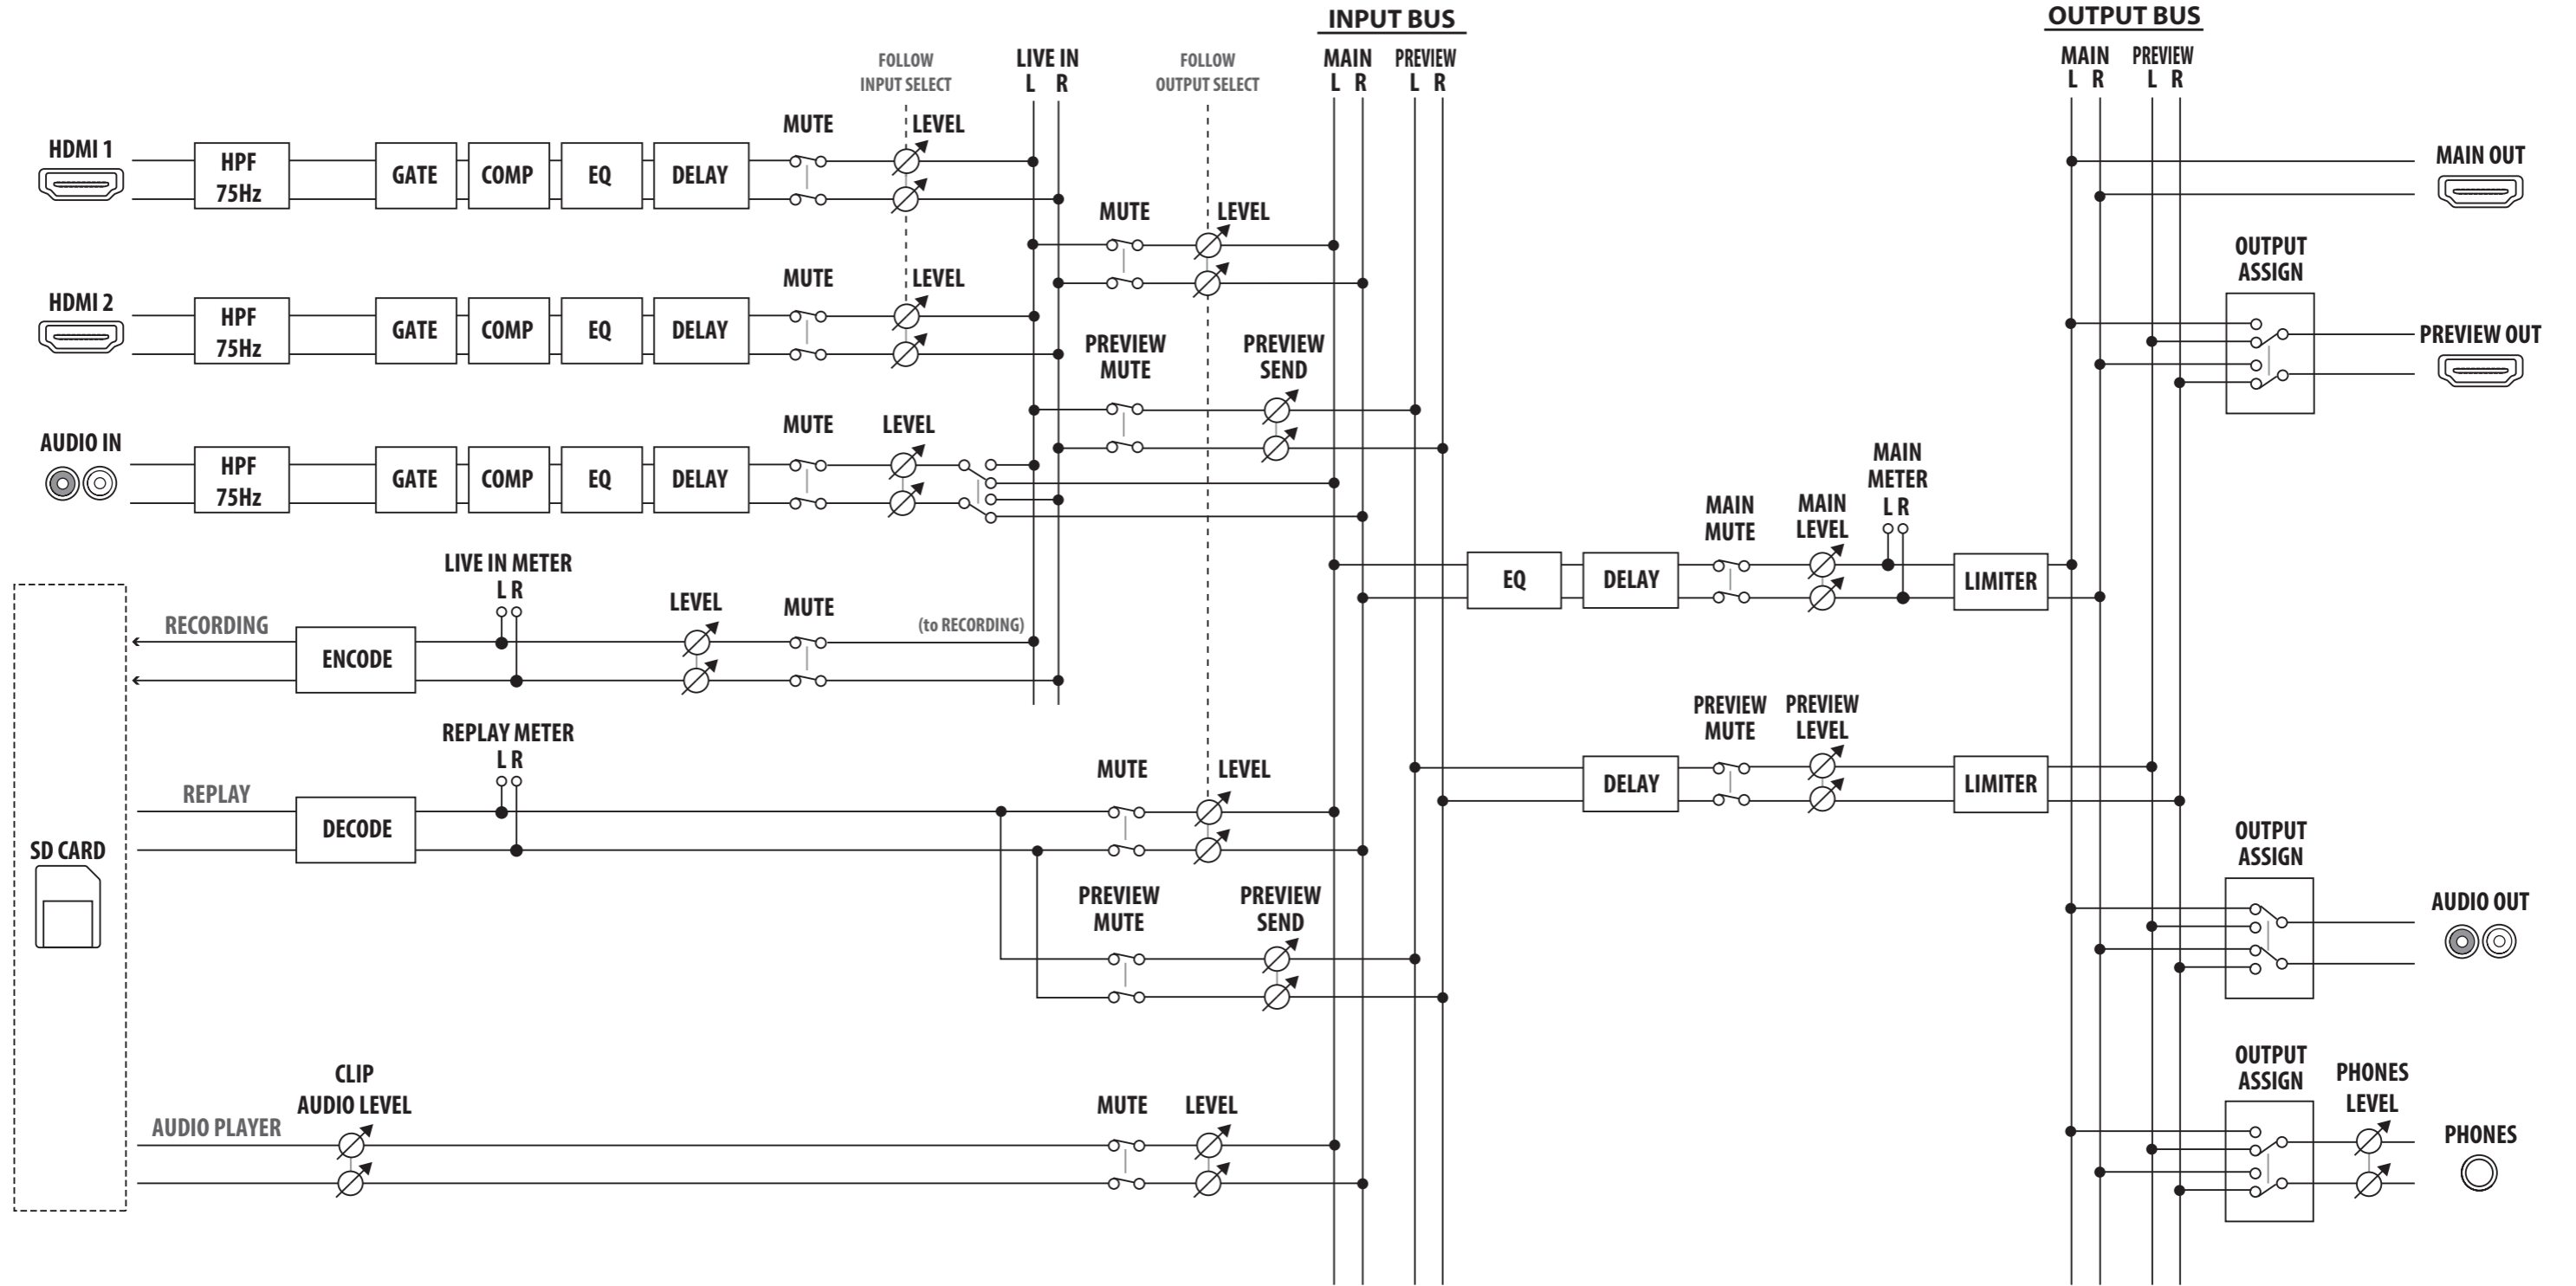 INPUT BUS
OUTPUT BUS
FOLLOW
INPUT SELECT
LIVE IN
L R
FOLLOW
OUTPUT SELECT
MAIN
L R
PREVIEW
L R
MAIN
L R
PREVIEW
L R
HDMI 1
HPF
75Hz
GATE
COMP
EQ
DELAY
MUTE
LEVEL
MAIN OUT
MUTE
LEVEL
HDMI 2
HPF
75Hz
GATE
COMP
EQ
DELAY
MUTE
LEVEL
OUTPUT
ASSIGN
PREVIEW OUT
PREVIEW
MUTE
PREVIEW
SEND
AUDIO IN
HPF
75Hz
GATE
COMP
EQ
DELAY
MUTE
LEVEL
EQ
DELAY
MAIN
MUTE
MAIN
LEVEL
MAIN
METER
L R
LIMITER
LIVE IN METER
L R
RECORDING
ENCODE
LEVEL
MUTE
(to RECORDING)
DELAY
PREVIEW
MUTE
PREVIEW
LEVEL
LIMITER
REPLAY METER
L R
REPLAY
DECODE
MUTE
LEVEL
SD CARD
PREVIEW
MUTE
PREVIEW
SEND
OUTPUT
ASSIGN
AUDIO OUT
CLIP
AUDIO LEVEL
AUDIO PLAYER
MUTE
LEVEL
OUTPUT
ASSIGN
PHONES
LEVEL
PHONES